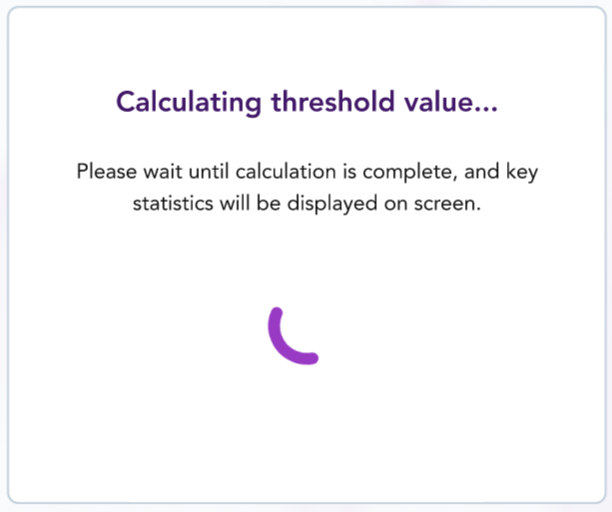 Calculating threshold value...
Please wait until calculation is complete, and key
statistics will be displayed on screen.